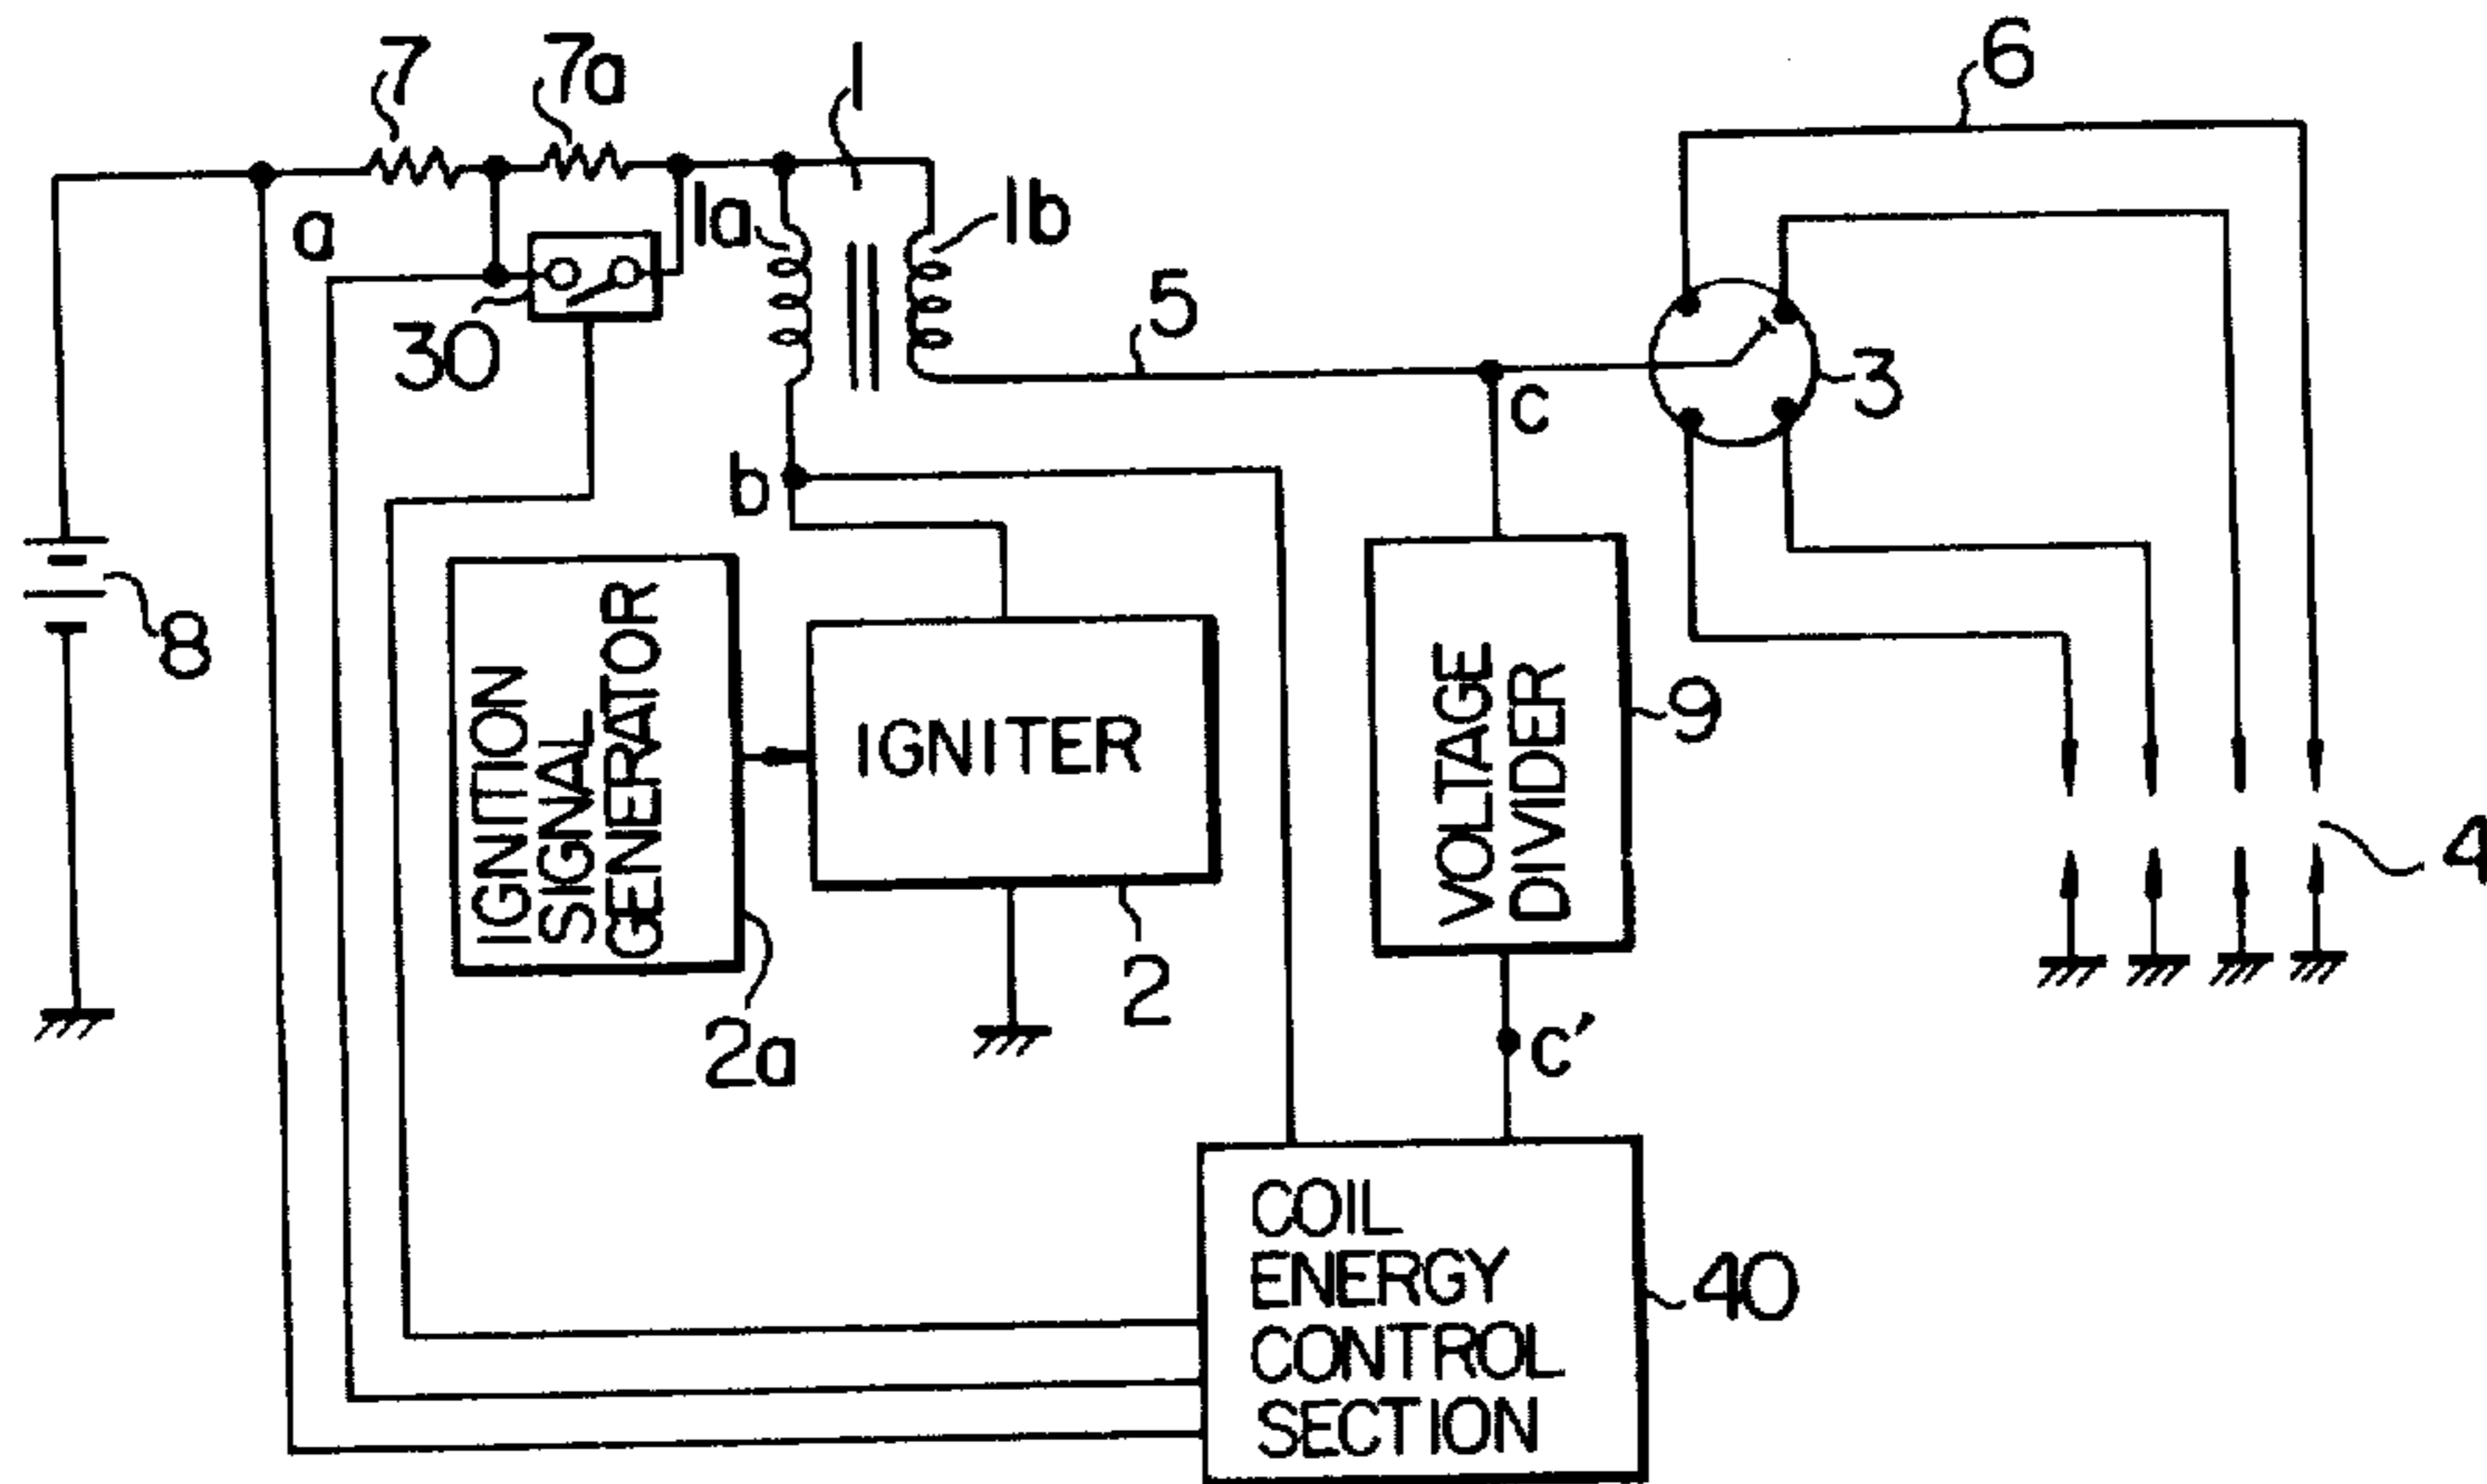 7
7a
1
6
1a
1b
a
30
5
3
c
b
8
IGNITION
SIGNAL
GENERATOR
IGNITER
VOLTAGE
DIVIDER
9
4
2
2a
c'
COIL
ENERGY
CONTROL
SECTION
40